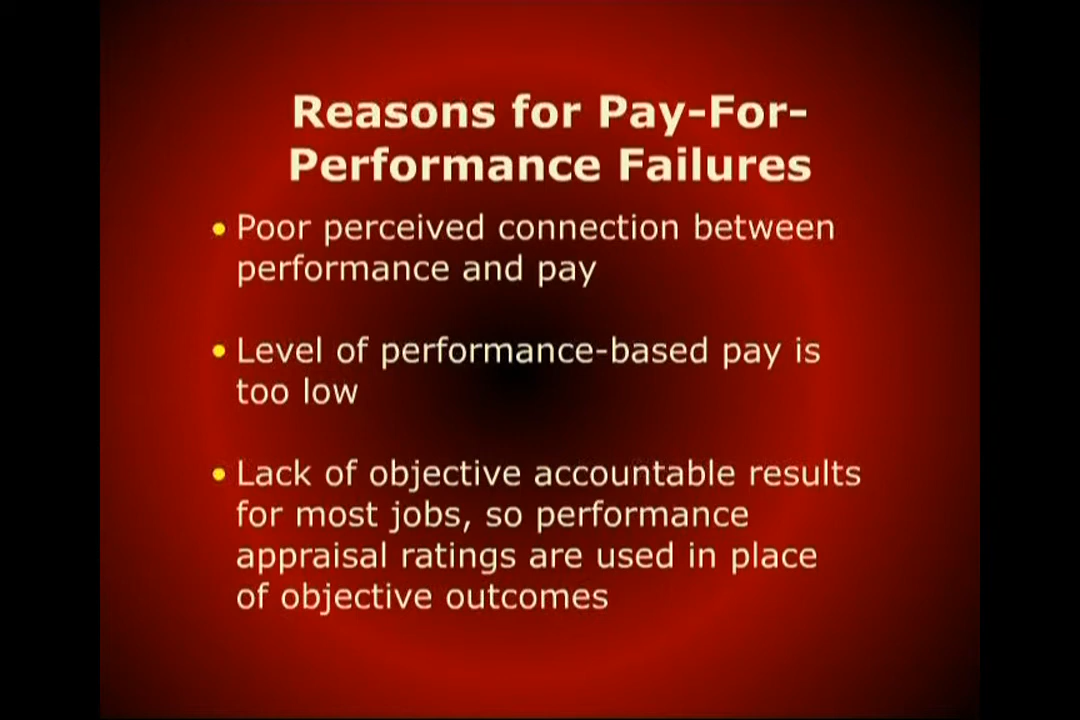 Reasons for Pay-For-
Performance Failures
• Poor perceived connection between
performance and pay
• Level of performance-based pay is
too low
• Lack of objective accountable results
for most jobs, so performance
appraisal ratings are used in place
of objective outcomes